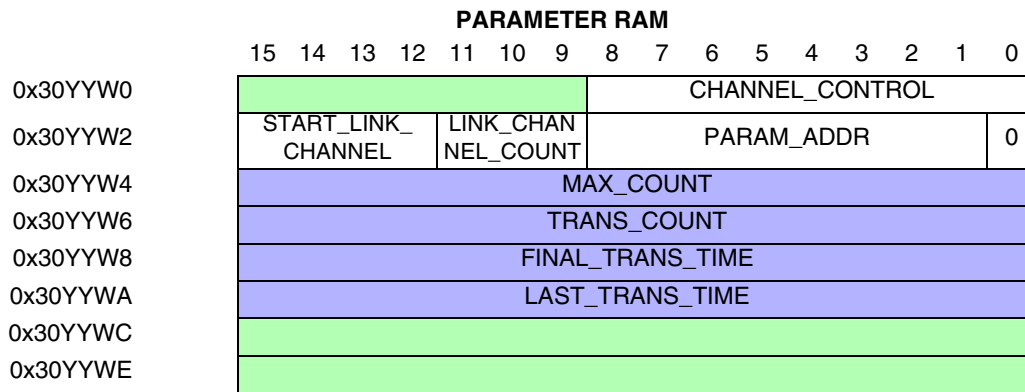 PARAMETER RAM
15 14 13 12 11 10 9 8 7 6 5 4 3 2 1 0
0x30YYW0 CHANNEL_CONTROL
0x30YYW2 START_LINK_ CHANNEL LINK_CHAN NEL_COUNT PARAM_ADDR 0
0x30YYW4 MAX_COUNT
0x30YYW6 TRANS_COUNT
0x30YYW8 FINAL_TRANS_TIME
0x30YYWA LAST_TRANS_TIME
0x30YYWC
0x30YYWE